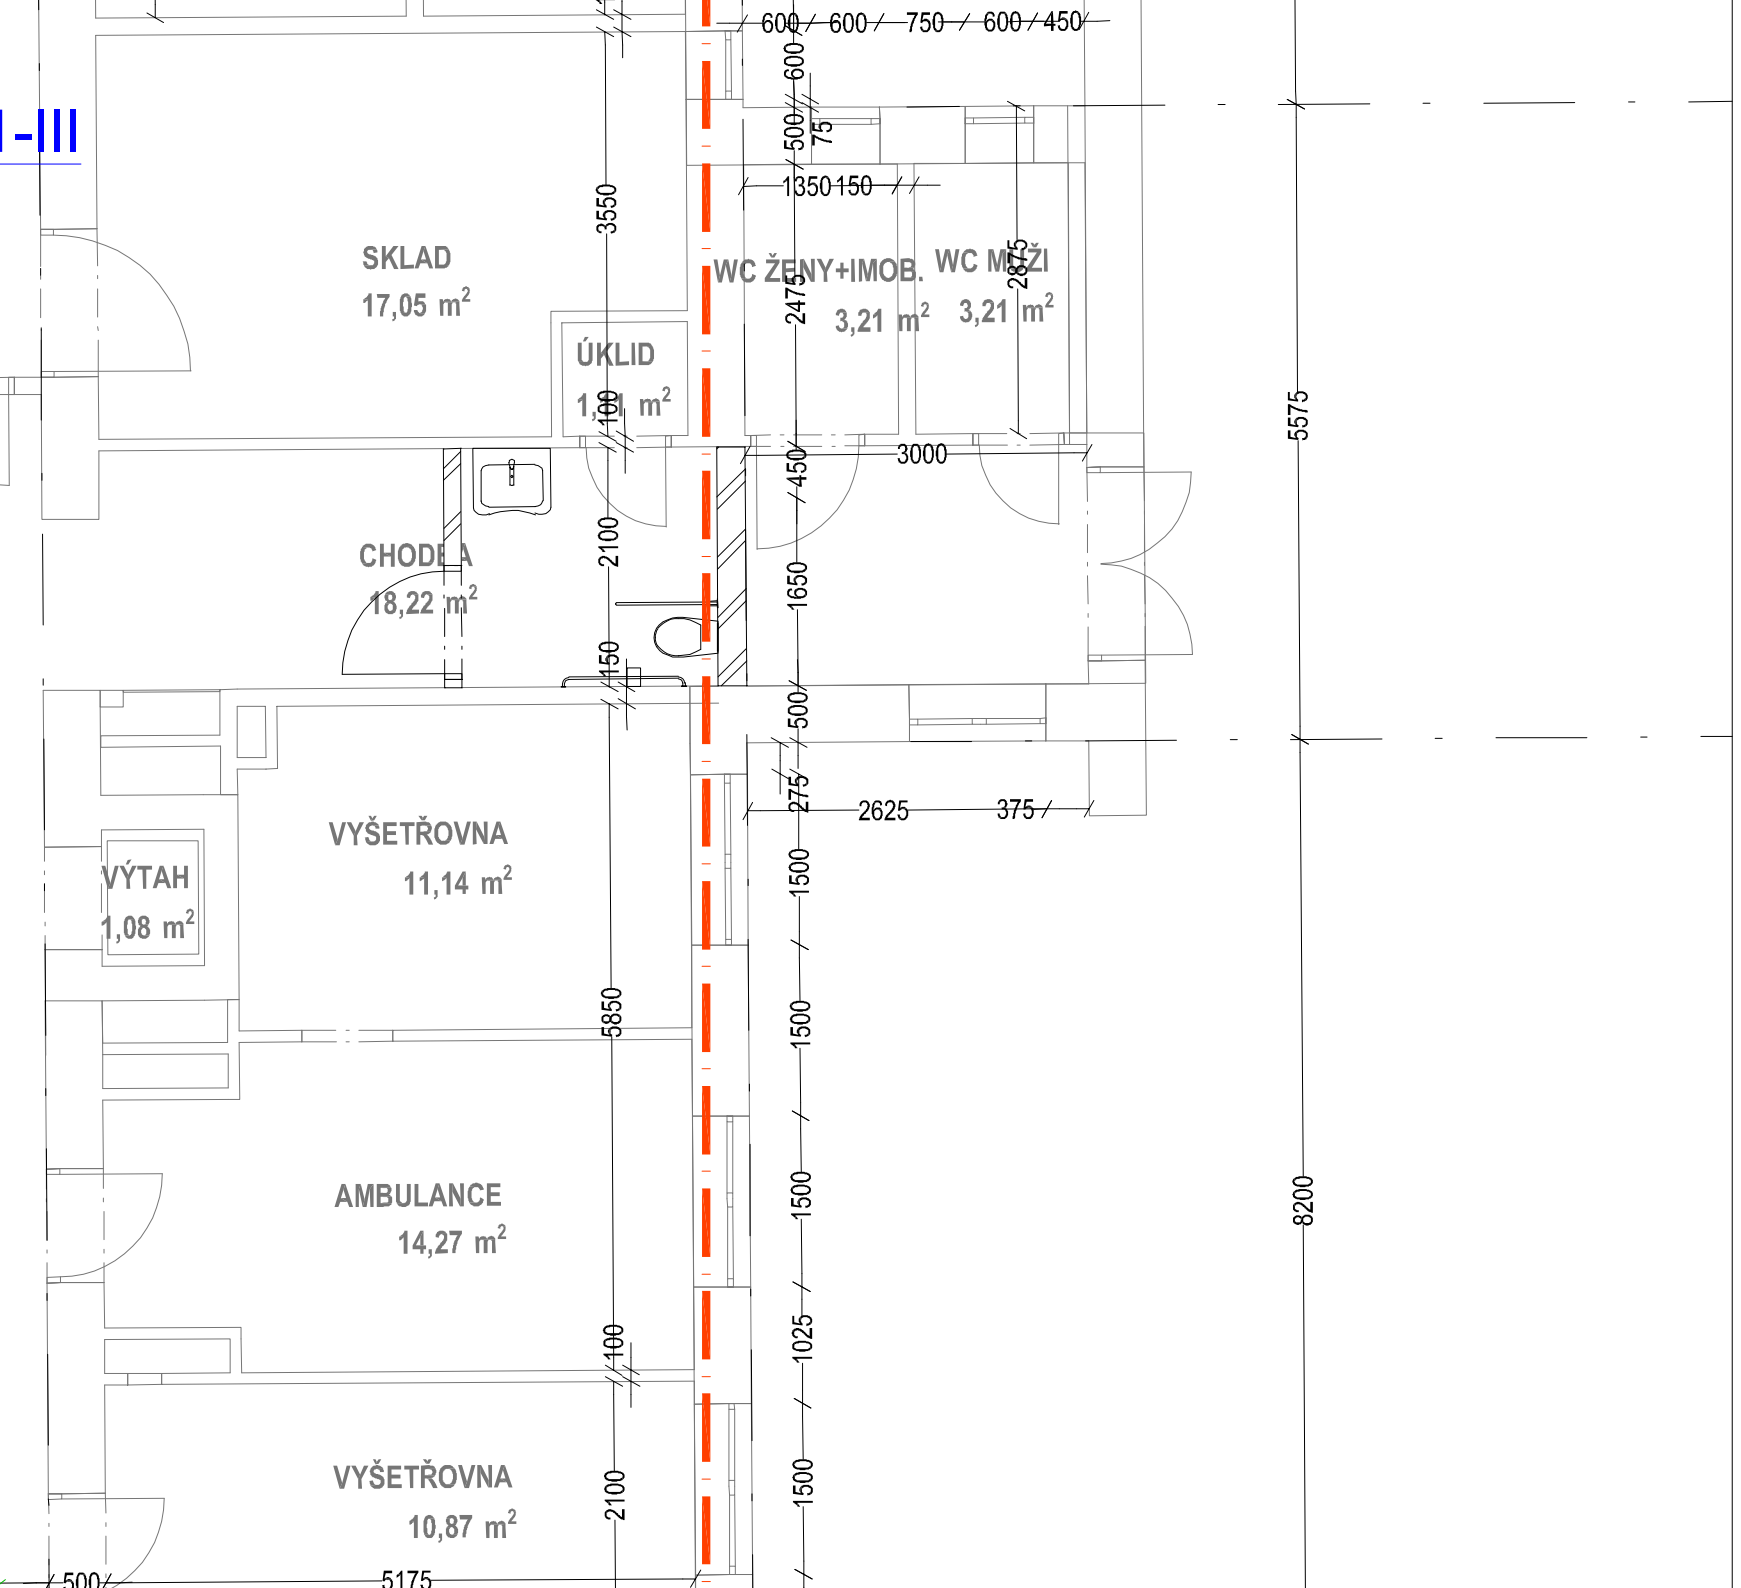 600 600 750 600 450
600
-III
500 75
1350 150
3550
SKLAD
17,05 m²
WC ŽENY+IMOB.
3,21 m²
WC MUŽI
3,21 m²
2875
2475
ÚKLID
m²
100
5575
3000
450
2100
CHODBA
18,22 m²
1650
150
500
275
2625 375
VYŠETŘOVNA
11,14 m²
1500
VÝTAH
1,08 m²
5850
1500
AMBULANCE
14,27 m²
1500
8200
100
1025
VYŠETŘOVNA
10,87 m²
2100
1500
500 5175